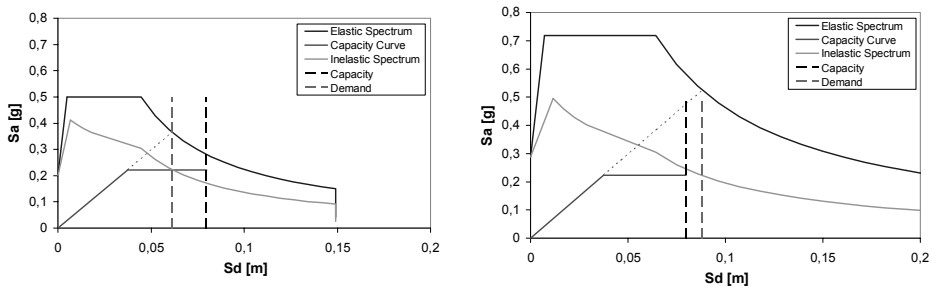 0,8
0,7
0,6
0,5
0,4
0,3
0,2
0,1
0
Sa [g]
0
0,05
0,1
0,15
0,2
Sd [m]
Elastic Spectrum
Capacity Curve
Inelastic Spectrum
Capacity
Demand
0,8
0,7
0,6
0,5
0,4
0,3
0,2
0,1
0
Sa [g]
0
0,05
0,1
0,15
0,2
Sd [m]
Elastic Spectrum
Capacity Curve
Inelastic Spectrum
Capacity
Demand